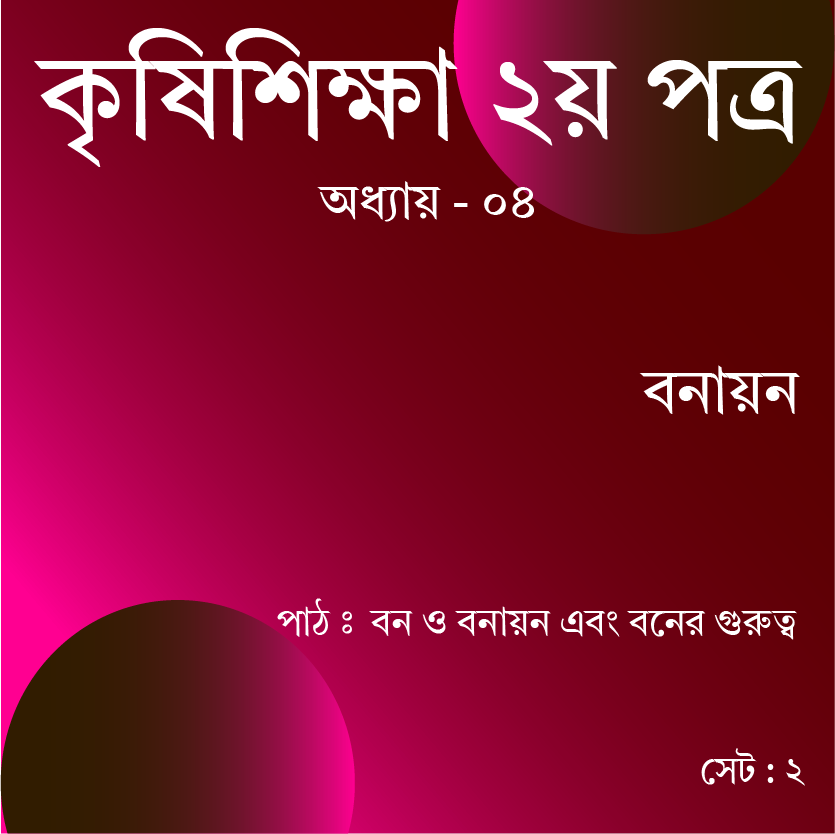 কৃষিশিক্ষা ২য় পত্র
অধ্যায় - ০৪
বনায়ন
পাঠ ঃ বন ও বনায়ন এবং বনের গুরুত্ব
সেট : ২